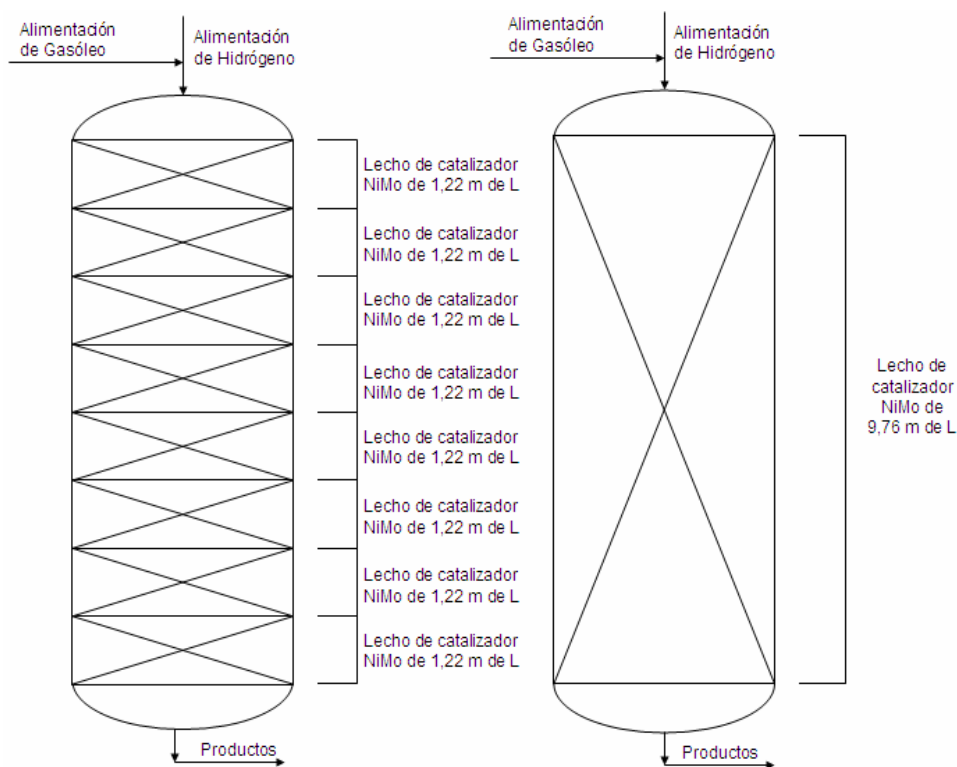 Alimentación
de Gasóleo
Alimentación
de Hidrógeno
Lecho de catalizador
NiMo de 1,22 m de L
Lecho de catalizador
NiMo de 1,22 m de L
Lecho de catalizador
NiMo de 1,22 m de L
Lecho de catalizador
NiMo de 1,22 m de L
Lecho de catalizador
NiMo de 1,22 m de L
Lecho de catalizador
NiMo de 1,22 m de L
Lecho de catalizador
NiMo de 1,22 m de L
Lecho de catalizador
NiMo de 1,22 m de L
Productos
Alimentación
de Gasóleo
Alimentación
de Hidrógeno
Lecho de
catalizador
NiMo de
9,76 m de L
Productos